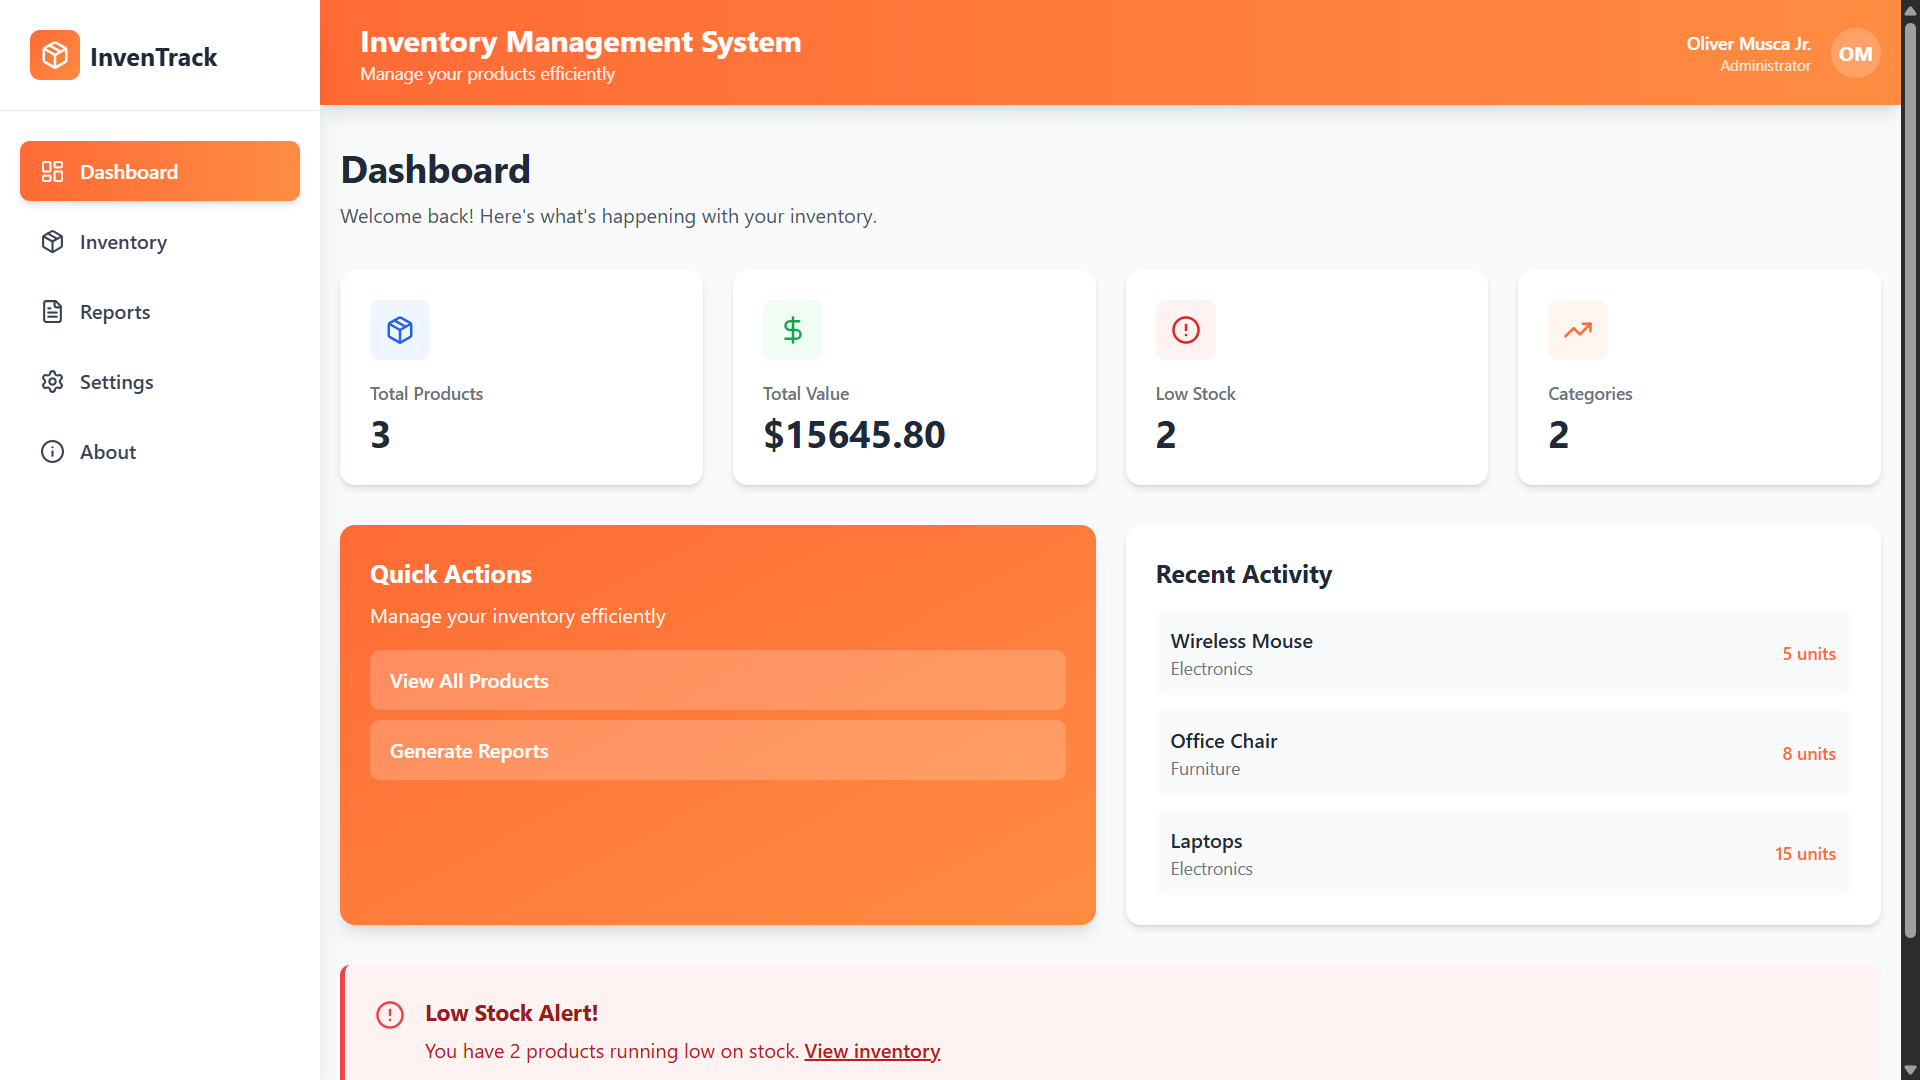 InvenTrack
Dashboard
Inventory
Reports
Settings
About
Inventory Management System
Manage your products efficiently
Oliver Musca Jr.
Administrator
OM
Dashboard
Welcome back! Here's what's happening with your inventory.
Total Products
3
Total Value
$15645.80
Low Stock
2
Categories
2
Quick Actions
Manage your inventory efficiently
View All Products
Generate Reports
Recent Activity
Wireless Mouse
Electronics
5 units
Office Chair
Furniture
8 units
Laptops
Electronics
15 units
Low Stock Alert!
You have 2 products running low on stock. View inventory